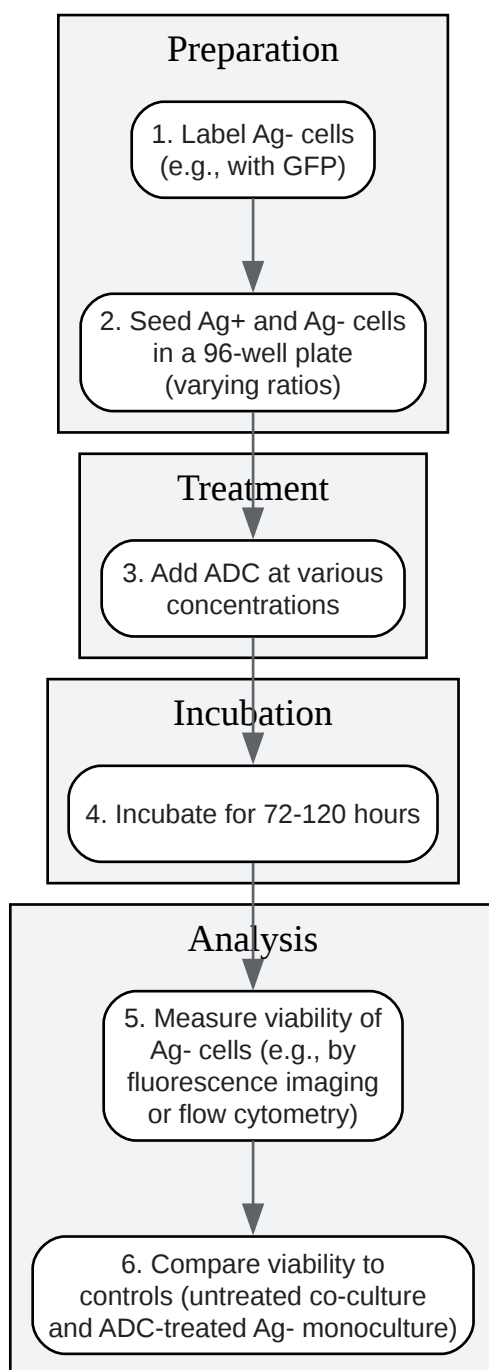 Preparation
1. Label Ag- cells
(e.g., with GFP)
2. Seed Ag+ and Ag- cells
in a 96-well plate
(varying ratios)
Treatment
3. Add ADC at various
concentrations
Incubation
4. Incubate for 72-120 hours
Analysis
5. Measure viability of
Ag- cells (e.g., by
fluorescence imaging
or flow cytometry)
6. Compare viability to
controls (untreated co-culture
and ADC-treated Ag- monoculture)